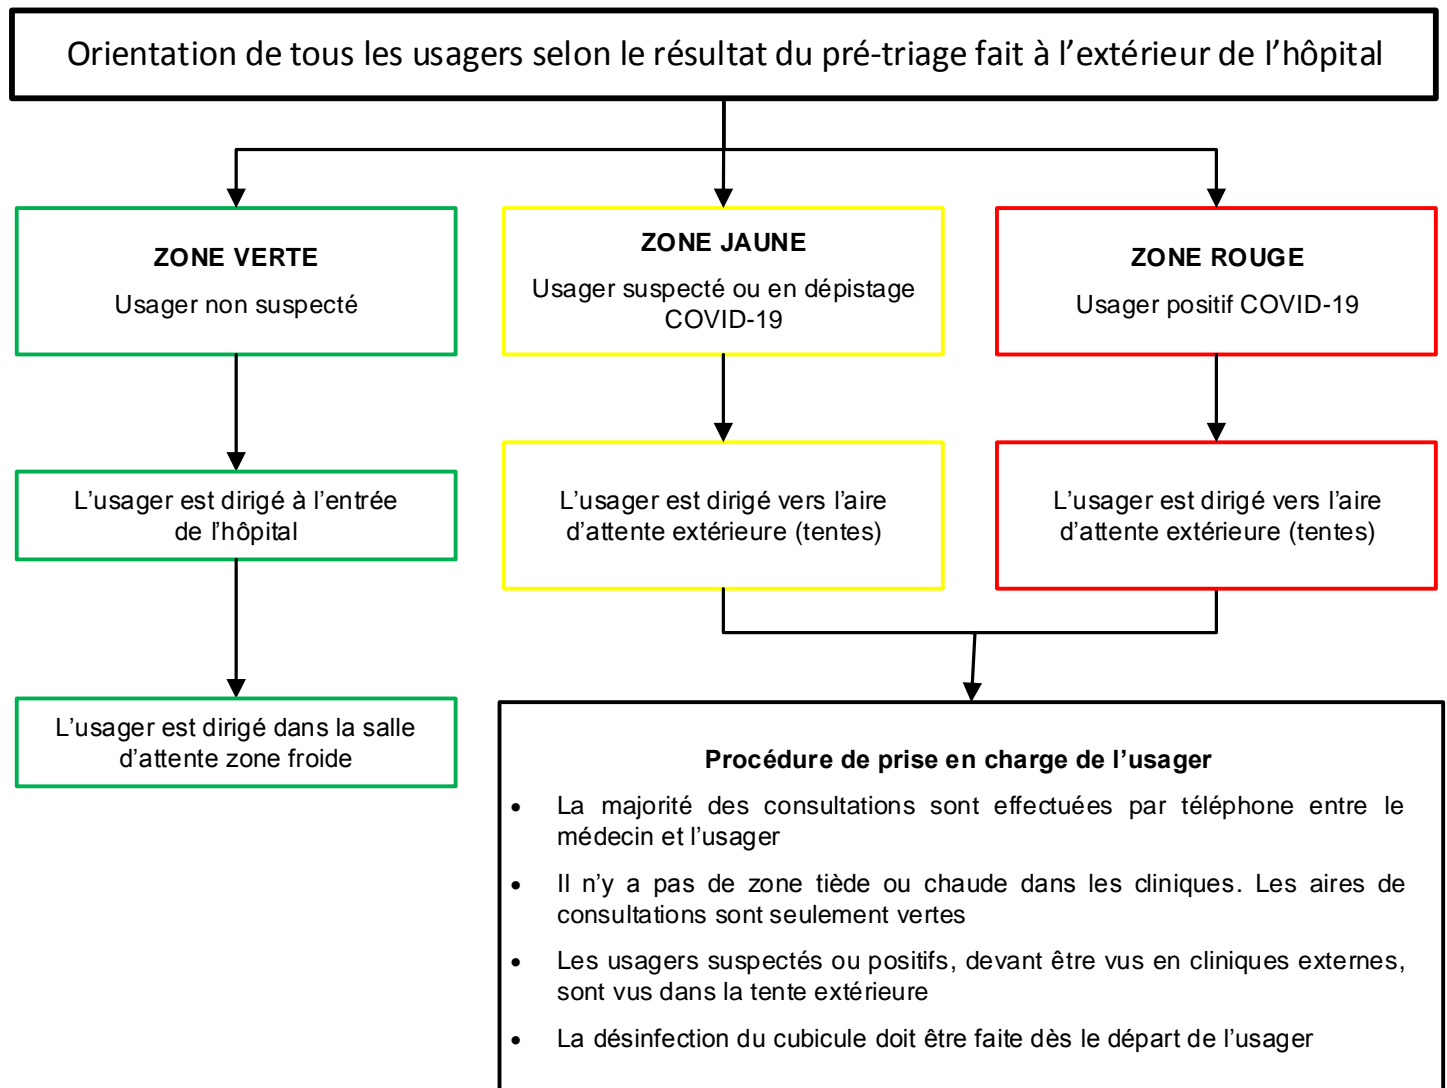 Orientation de tous les usagers selon le résultat du pré-triage fait à l’extérieur de l’hôpital
ZONE VERTE
Usager non suspecté
ZONE JAUNE
Usager suspecté ou en dépistage
COVID-19
ZONE ROUGE
Usager positif COVID-19
L’usager est dirigé à l’entrée
de l’hôpital
L’usager est dirigé vers l’aire
d’attente extérieure (tentes)
L’usager est dirigé vers l’aire
d’attente extérieure (tentes)
L’usager est dirigé dans la salle
d’attente zone froide
Procédure de prise en charge de l’usager
• La majorité des consultations sont effectuées par téléphone entre le
médecin et l’usager
• Il n’y a pas de zone tiède ou chaude dans les cliniques. Les aires de
consultations sont seulement vertes
• Les usagers suspectés ou positifs, devant être vus en cliniques externes,
sont vus dans la tente extérieure
• La désinfection du cubicule doit être faite dès le départ de l’usager